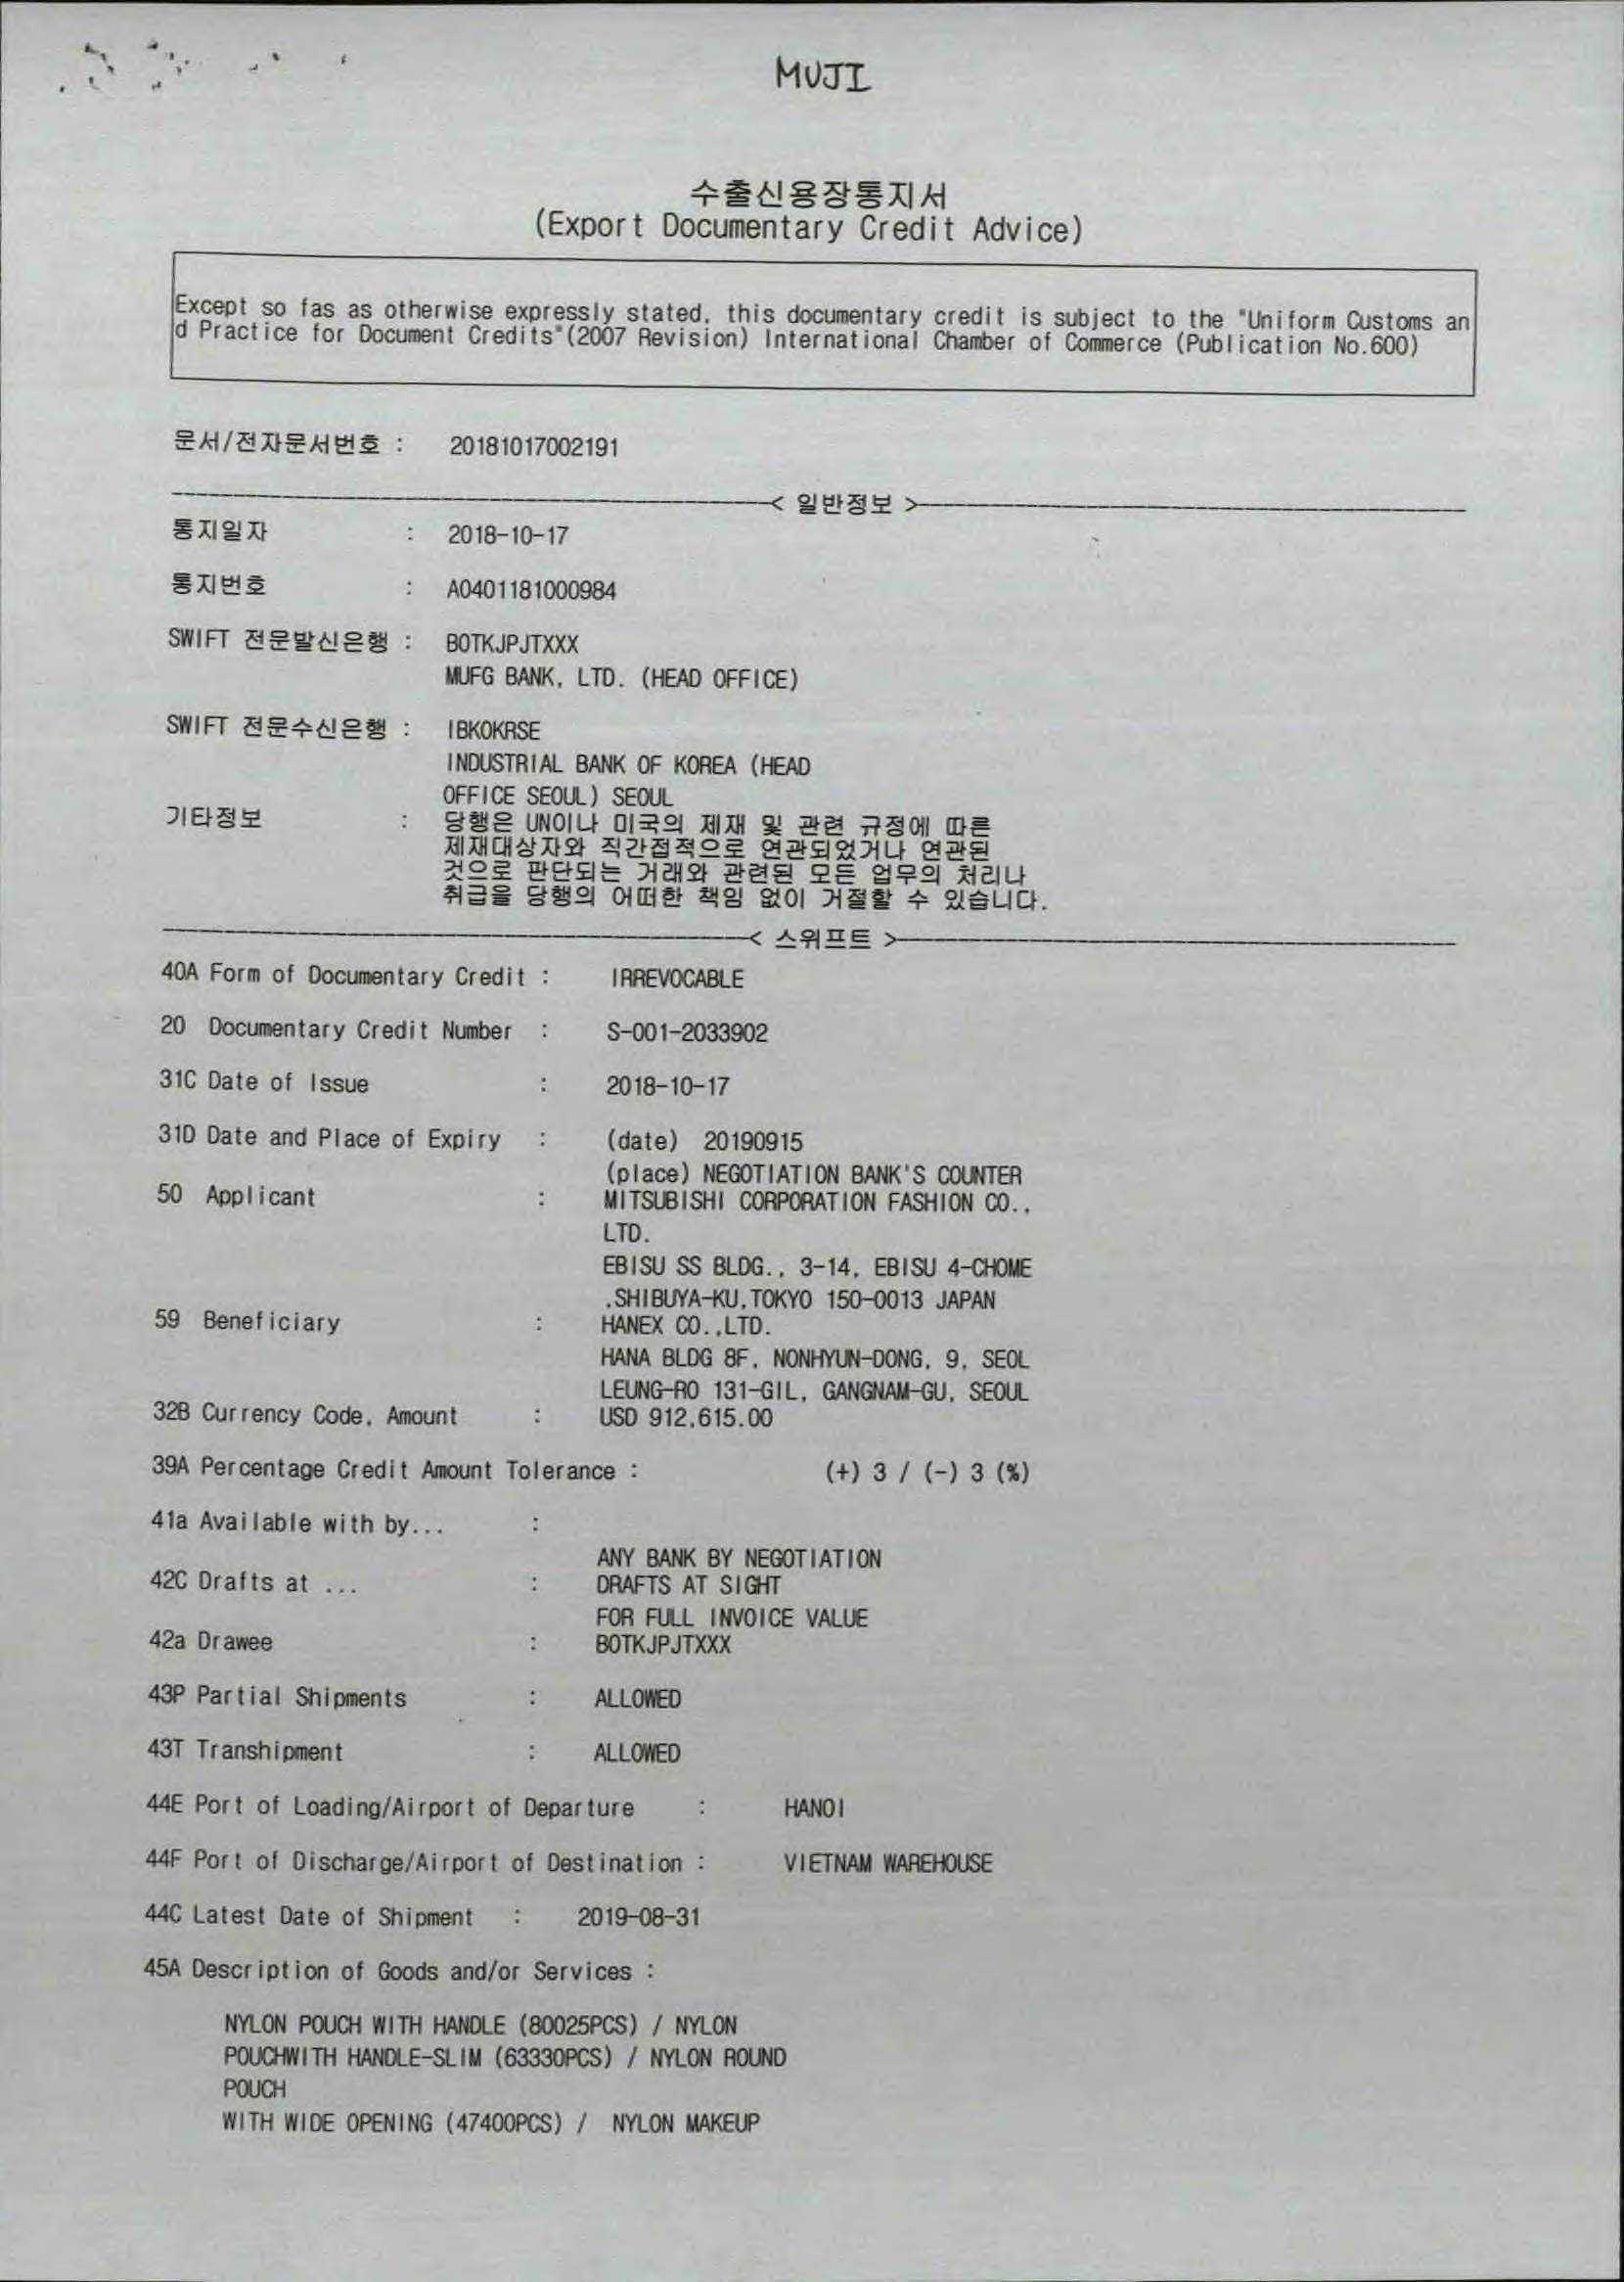 MUJI
수출신용장통지서
(Export Documentary Credit Advice)
Except so fas as otherwise expressly stated, this documentary credit is subject to the "Uniform Customs an
d Practice for Document Credits"(2007 Revision) International Chamber of Commerce (Publication No.600)
문서/전자문서번호 : 20181017002191
< 일반정보 >
통지일자 : 2018-10-17
통지번호 : A0401181000984
SWIFT 전문발신은행 : BOTKJPJTXXX
MUFG BANK, LTD. (HEAD OFFICE)
SWIFT 전문수신은행 : IBKOKRSE
INDUSTRIAL BANK OF KOREA (HEAD
OFFICE SEOUL) SEOUL
기타정보 : 당행은 UN이나 미국의 제재 및 관련 규정에 따른
제재대상자와 직간접적으로 연관되었거나 연관된
것으로 판단되는 거래와 관련된 모든 업무의 처리나
취급을 당행의 어떠한 책임 없이 거절할 수 있습니다.
< 스위프트 >
40A Form of Documentary Credit : IRREVOCABLE
20 Documentary Credit Number : S-001-2033902
31C Date of Issue : 2018-10-17
31D Date and Place of Expiry : (date) 20190915
(place) NEGOTIATION BANK'S COUNTER
50 Applicant : MITSUBISHI CORPORATION FASHION CO.,
LTD.
EBISU SS BLDG., 3-14, EBISU 4-CHOME
,SHIBUYA-KU,TOKYO 150-0013 JAPAN
59 Beneficiary : HANEX CO.,LTD.
HANA BLDG 8F, NONHYUN-DONG, 9, SEOL
LEUNG-RO 131-GIL, GANGNAM-GU, SEOUL
32B Currency Code, Amount : USD 912,615.00
39A Percentage Credit Amount Tolerance : (+) 3 / (-) 3 (%)
41a Available with by... :
ANY BANK BY NEGOTIATION
42C Drafts at ... : DRAFTS AT SIGHT
FOR FULL INVOICE VALUE
42a Drawee : BOTKJPJTXXX
43P Partial Shipments : ALLOWED
43T Transhipment : ALLOWED
44E Port of Loading/Airport of Departure : HANOI
44F Port of Discharge/Airport of Destination : VIETNAM WAREHOUSE
44C Latest Date of Shipment : 2019-08-31
45A Description of Goods and/or Services :
NYLON POUCH WITH HANDLE (80025PCS) / NYLON
POUCHWITH HANDLE-SLIM (63330PCS) / NYLON ROUND
POUCH
WITH WIDE OPENING (47400PCS) / NYLON MAKEUP